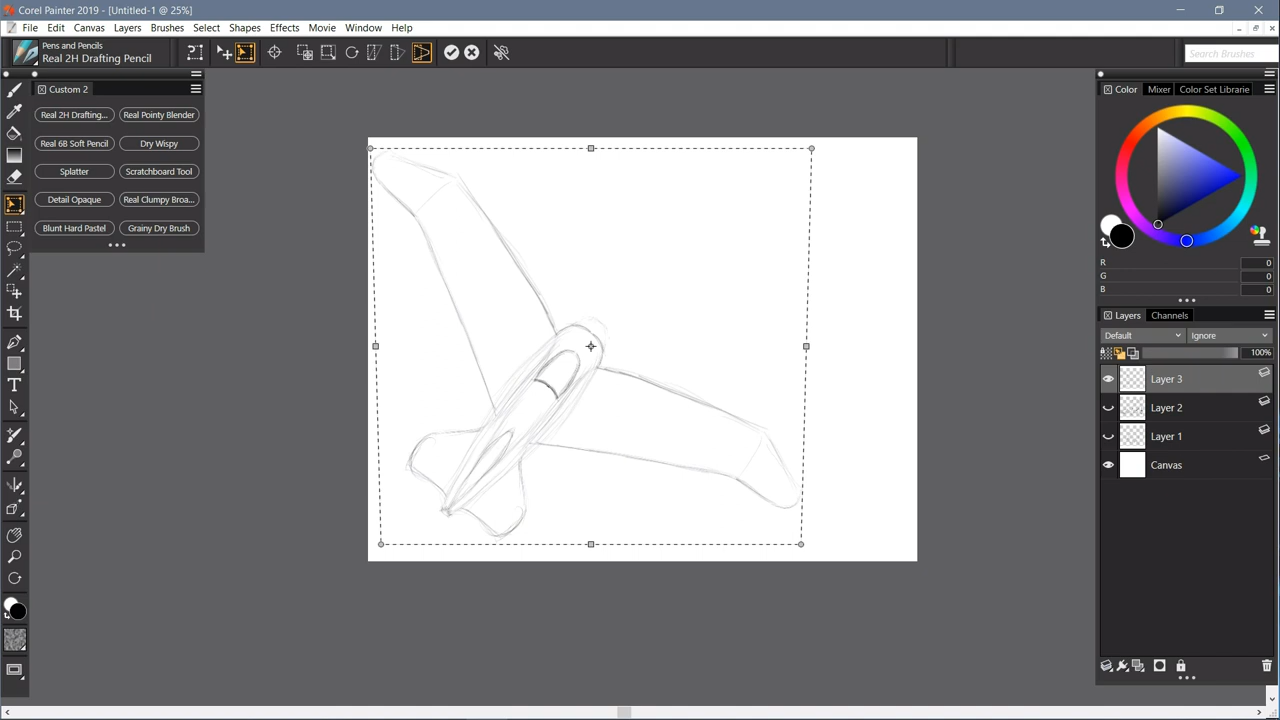 Corel Painter 2019 - [Untitled-1 @ 25%]
File Edit Canvas Layers Brushes Select Shapes Effects Movie Window Help
Pens and Pencils
Real 2H Drafting Pencil
Search Brushes
Custom 2
Real 2H Drafting... Real Pointy Blender
Real 6B Soft Pencil Dry Wispy
Splatter Scratchboard Tool
Detail Opaque Real Clumpy Broa...
Blunt Hard Pastel Grainy Dry Brush
Color Mixer Color Set Librarie
R 0
G 0
B 0
Layers Channels
Default Ignore
100%
Layer 3
Layer 2
Layer 1
Canvas